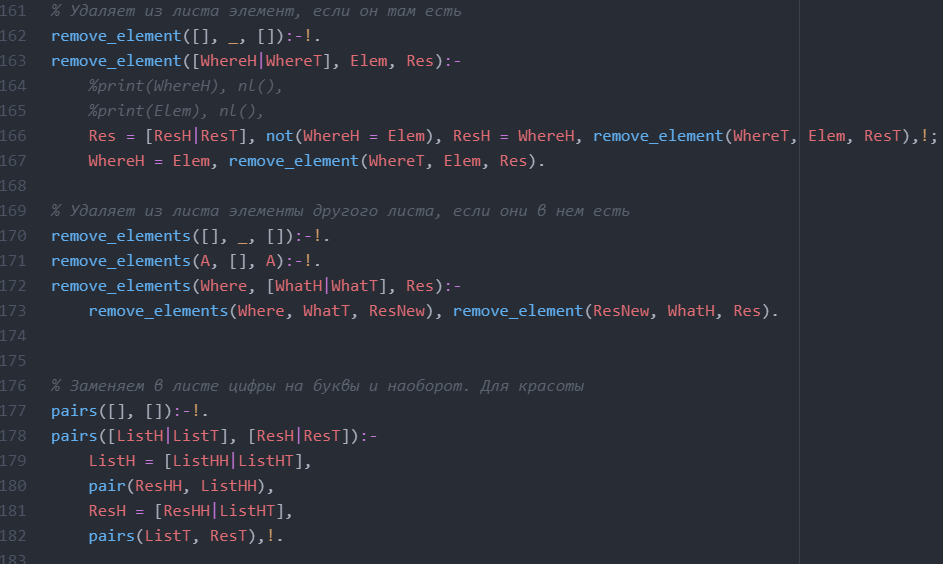 161 % Удаляет из листа элемент, если он там есть
162 remove_element([], _, []):-!.
163 remove_element([WhereH|WhereT], Elem, Res):-
164     %print(WhereH), nl(),
165     %print(Elem), nl(),
166     Res = [ResH|ResT], not(WhereH = Elem), ResH = WhereH, remove_element(WhereT, Elem, ResT),!;
167     WhereH = Elem, remove_element(WhereT, Elem, Res).
168
169 % Удаляет из листа элементы другого листа, если они в нем есть
170 remove_elements([], _, []):-!.
171 remove_elements(A, [], A):-!.
172 remove_elements(Where, [WhatH|WhatT], Res):-
173     remove_elements(Where, WhatT, ResNew), remove_element(ResNew, WhatH, Res).
174
175
176 % Заменяем в листе цифры на буквы и наоборот. Для красоты
177 pairs([], []):-!.
178 pairs([ListH|ListT], [ResH|ResT]):-
179     ListH = [ListHH|ListHT],
180     pair(ResHH, ListHH),
181     ResH = [ResHH|ListHT],
182     pairs(ListT, ResT),!.
183